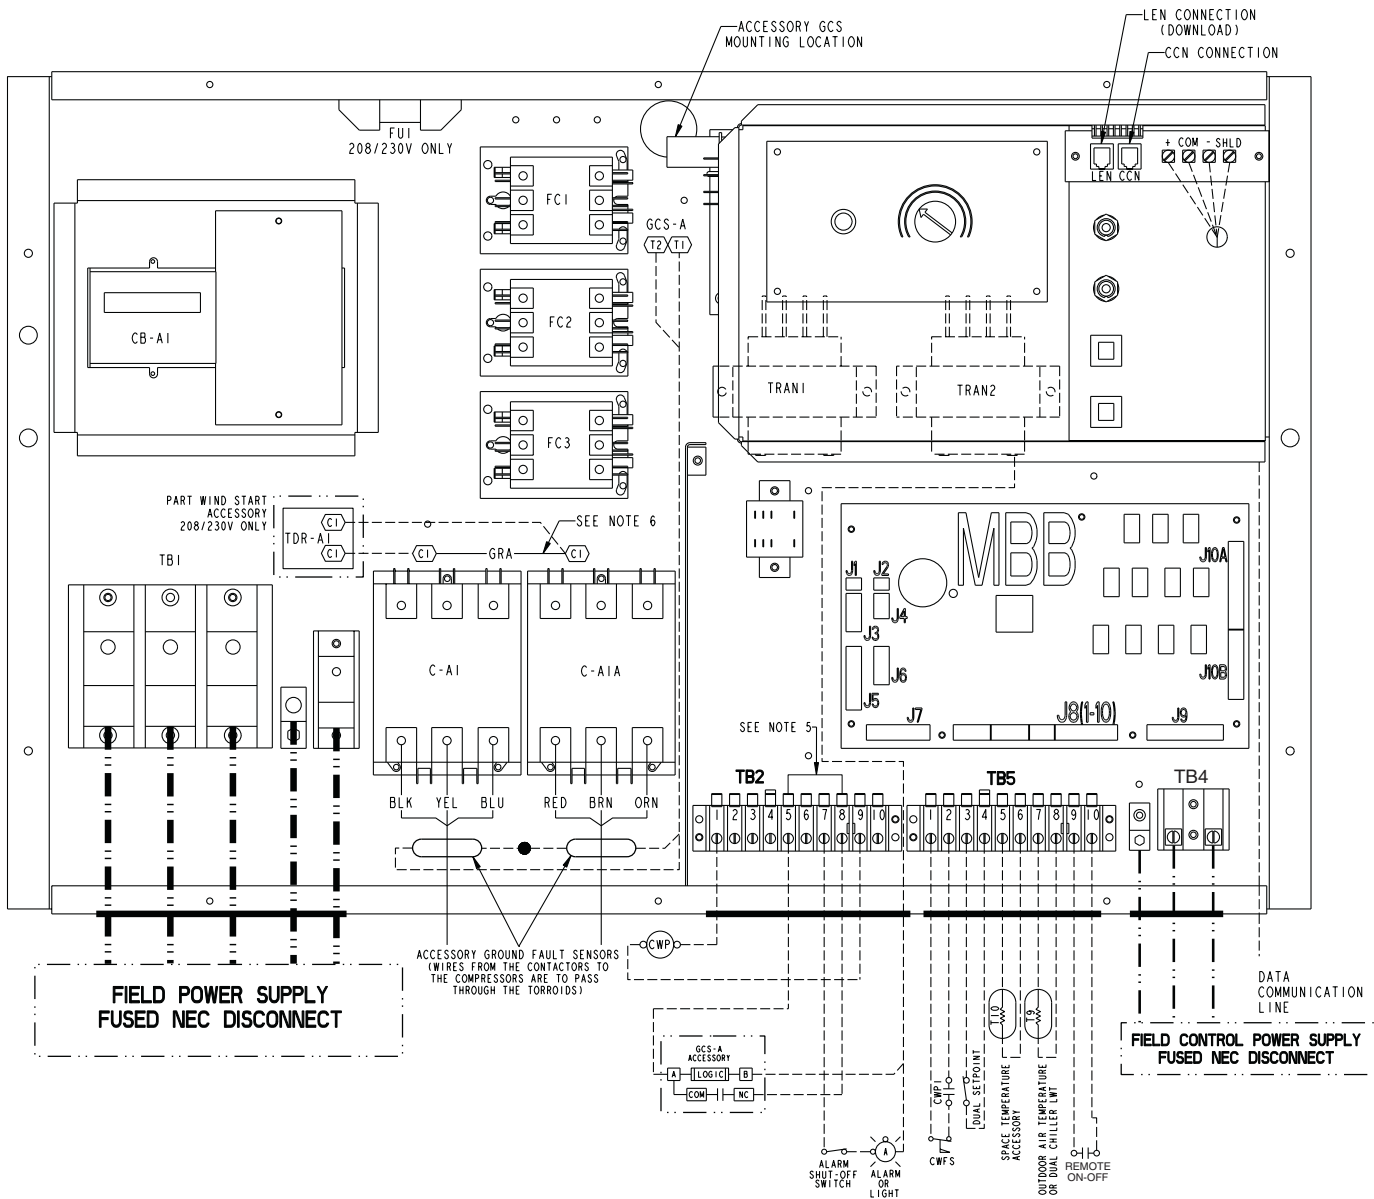 ACCESSORY GCS
MOUNTING LOCATION
LEN CONNECTION
(DOWNLOAD)
CCN CONNECTION
FU1
208/230V ONLY
+ COM - SHLD
LEN CCN
FC1
GCS-A
T2 T1
FC2
CB-A1
TRAN1
TRAN2
FC3
PART WIND START
ACCESSORY
208/230V ONLY
C1
TDR-A1
C1
C1
GRA
C1
SEE NOTE 6
MBB
J1 J2
J10A
J4
J3
J6
J5
J10B
J7
J8(1-10)
J9
TB1
C-A1
C-A1A
SEE NOTE 5
TB2
TB5
TB4
1 2 3 4 5 6 7 8 9 10
1 2 3 4 5 6 7 8 9 10
BLK YEL BLU
RED BRN ORN
CWP
ACCESSORY GROUND FAULT SENSORS
(WIRES FROM THE CONTACTORS TO
THE COMPRESSORS ARE TO PASS
THROUGH THE TORROIDS)
FIELD POWER SUPPLY
FUSED NEC DISCONNECT
DATA
COMMUNICATION
LINE
FIELD CONTROL POWER SUPPLY
FUSED NEC DISCONNECT
GCS-A
ACCESSORY
A LOGIC B
COM NC
ALARM
SHUT-OFF
SWITCH
A
ALARM
OR
LIGHT
CWP1
CWFS
DUAL SETPOINT
T10
SPACE TEMPERATURE
ACCESSORY
T9
OUTDOOR AIR TEMPERATURE
OR DUAL CHILLER LWT
REMOTE
ON-OFF